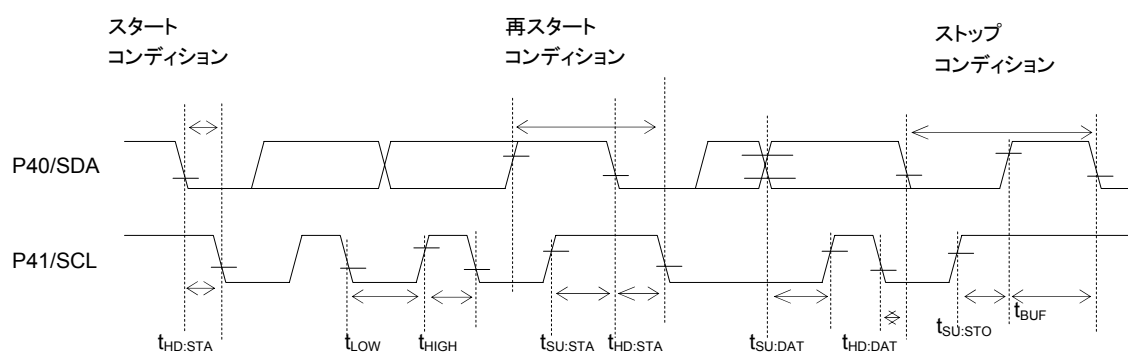 スタート
コンディション
再スタート
コンディション
ストップ
コンディション
P40/SDA
P41/SCL
tHD:STA
tLOW
tHIGH
tSU:STA
tHD:STA
tSU:DAT
tHD:DAT
tSU:STO
tBUF